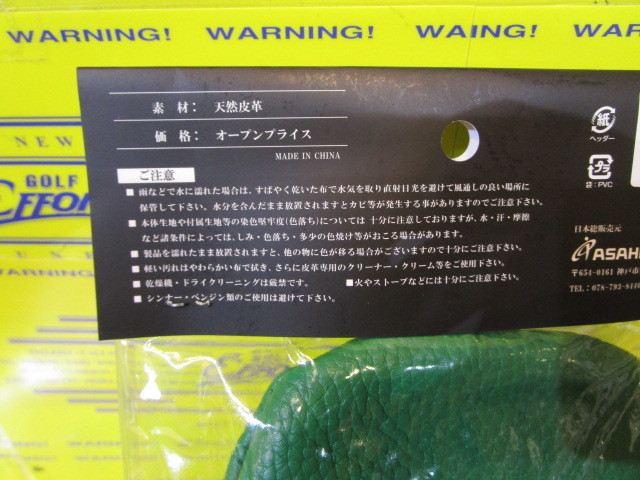 WARNING! WARNING! WAING! WAR
素 材： 天然皮革
価 格： オープンプライス
MADE IN CHINA
ご注意
■ 雨などで水に濡れた場合は、すばやく乾いた布で水気を取り直射日光を避けて風通しの良い場所に
保管して下さい。水分を含んだまま放置されますとカビ等が発生する事がありますのでご注意下さい。
■ 本体生地や付属生地等の染色堅牢度(色落ち)については 十分に注意しておりますが、水・汗・摩擦
など諸条件によっては、しみ・色落ち・多少の色焼け等がおこる場合があります。
■ 製品を濡れたまま放置されますと、他の物に色が移る場合がございますので十分にご注意下さい。
■ 軽い汚れはやわらかい布で拭き、さらに皮革専用のクリーナー・クリーム等をご使用下さい。
■ 乾燥機・ドライクリーニングは厳禁です。 ■火やストーブなどには十分にご注意下さい。
■ シンナー・ベンジン類のご使用は避けて下さい。
紙
ヘッダー
プラ
袋：PVC
日本総販売元
ASAH
〒654-0161 神戸市
TEL: 078-793-844
NEW
GOLF
EFFOR
TUNE
WARNING!
WARN